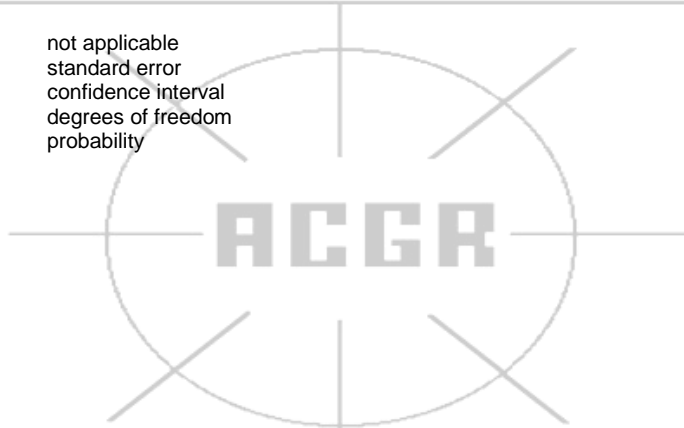 not applicable
standard error
confidence interval
degrees of freedom
probability
ACGR